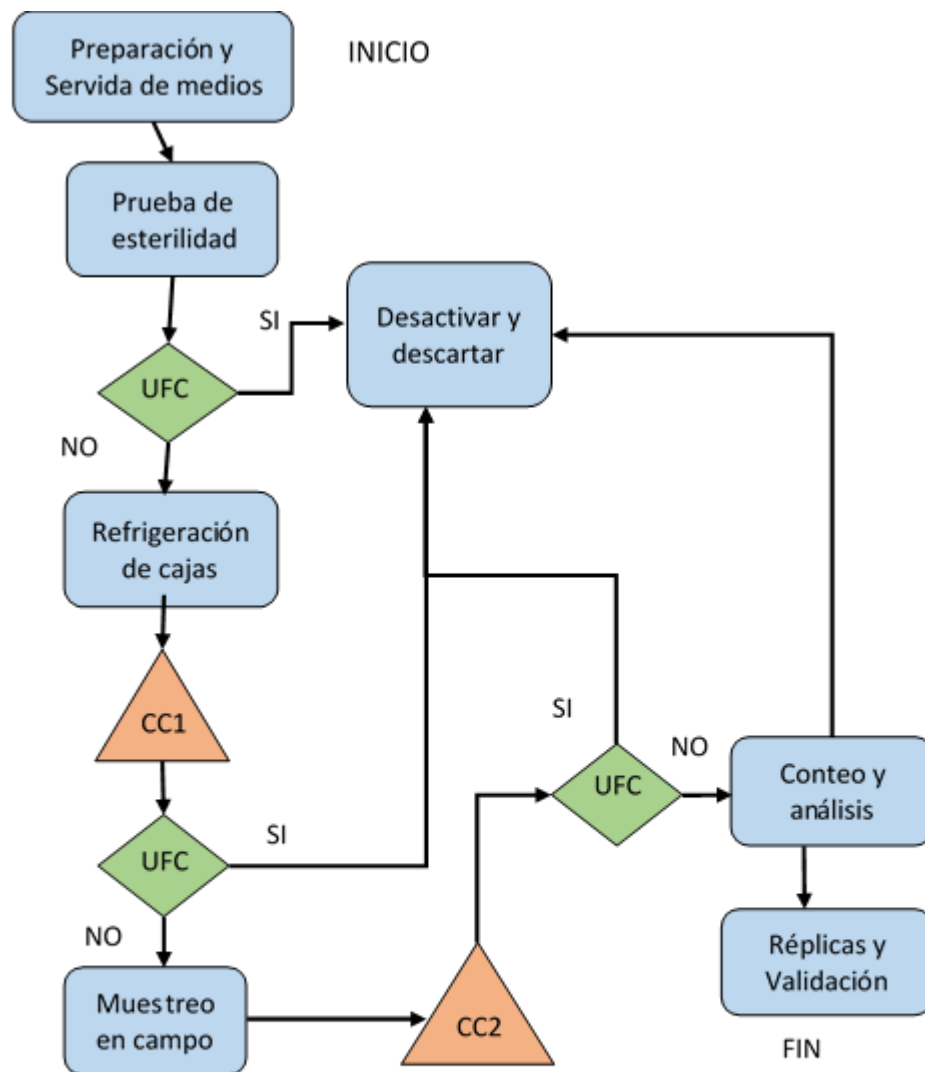 Preparación y
Servida de medios
INICIO
Prueba de
esterilidad
SI
Desactivar y
descartar
UFC
NO
Refrigeración
de cajas
CC1
SI
NO
UFC
Conteo y
análisis
UFC
SI
NO
Muestreo
en campo
CC2
Réplicas y
Validación
FIN